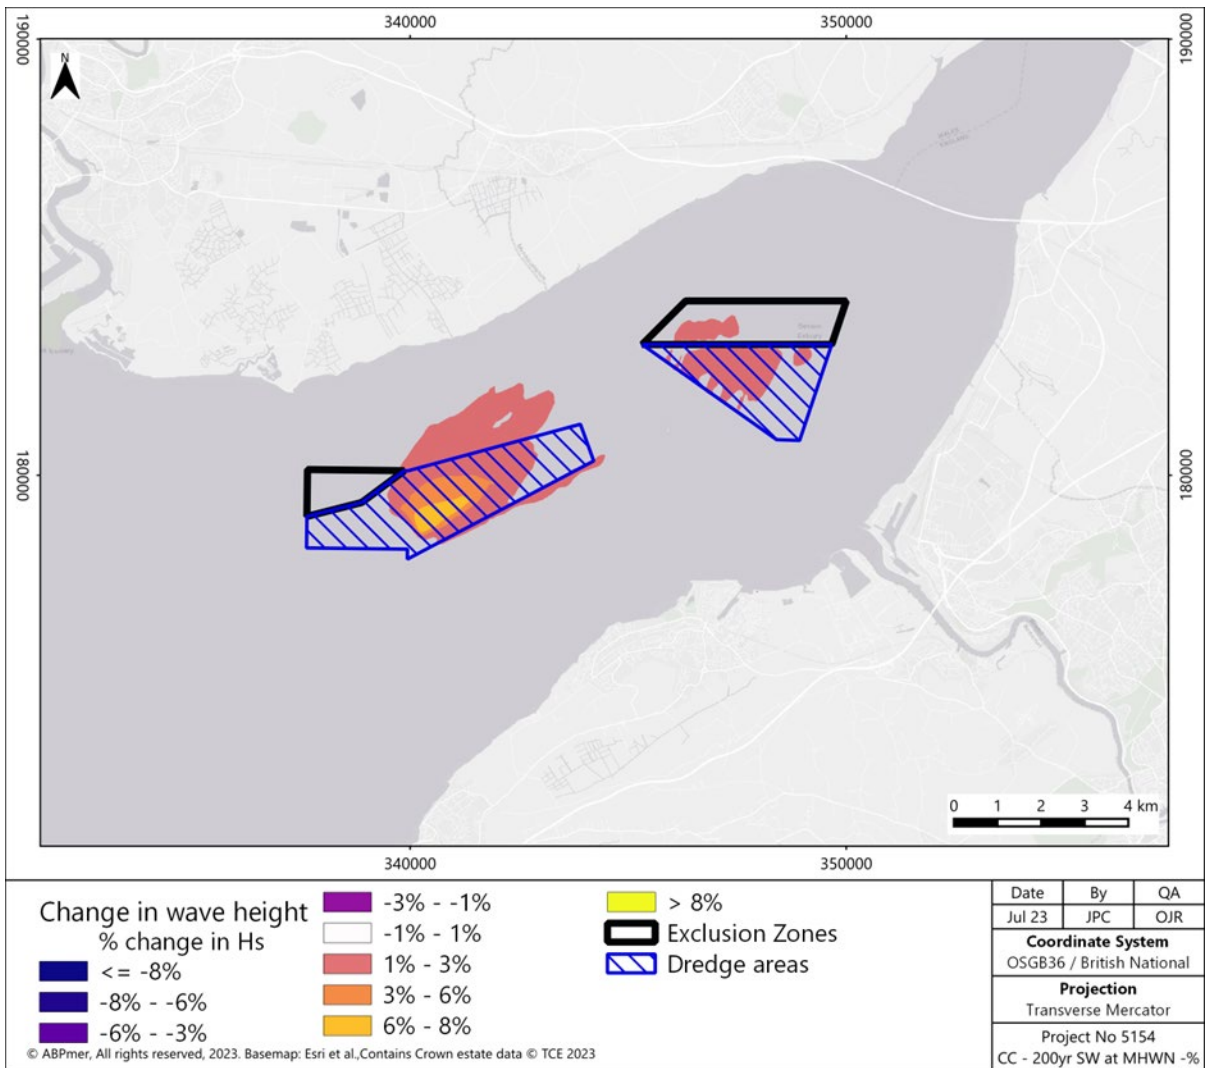 340000
350000
190000
190000
N
WALES
ENGLAND
Severn
Estuary
180000
180000
0 1 2 3 4 km
340000
350000
Change in wave height
% change in Hs
<= -8%
-8% - -6%
-6% - -3%
-3% - -1%
-1% - 1%
1% - 3%
3% - 6%
6% - 8%
> 8%
Exclusion Zones
Dredge areas
Date By QA
Jul 23 JPC OJR
Coordinate System
OSGB36 / British National
Projection
Transverse Mercator
Project No 5154
CC - 200yr SW at MHWN -%
© ABPmer, All rights reserved, 2023. Basemap: Esri et al.,Contains Crown estate data © TCE 2023